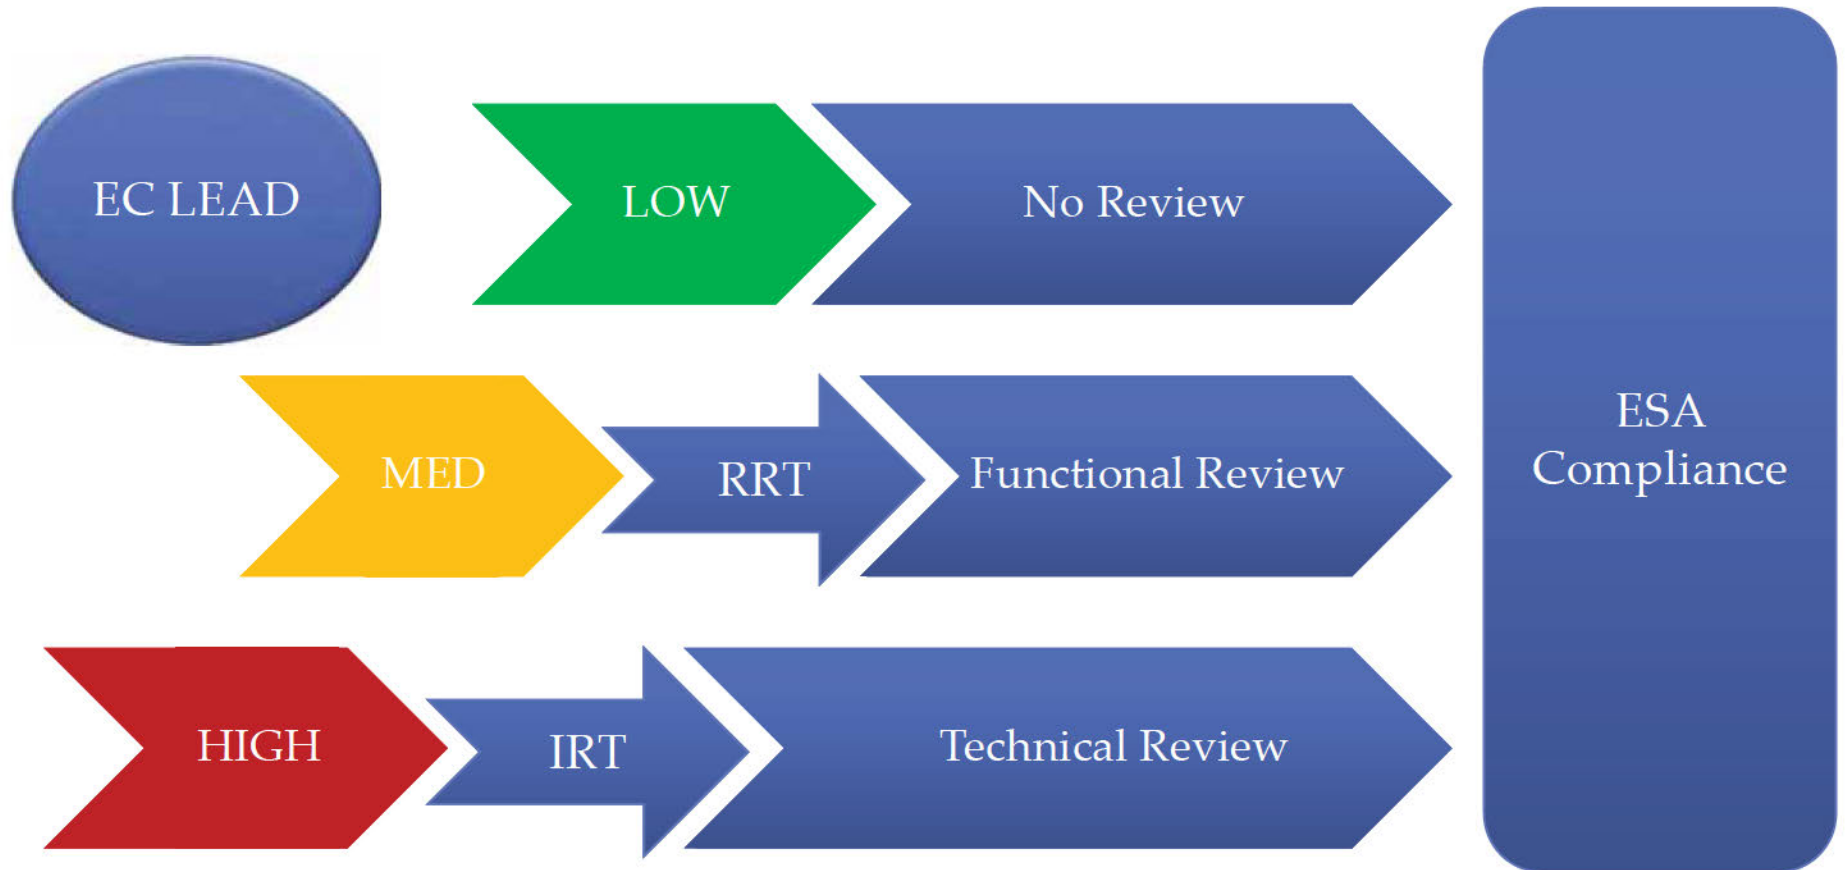 EC LEAD
LOW
No Review
MED
RRT
Functional Review
HIGH
IRT
Technical Review
ESA
Compliance